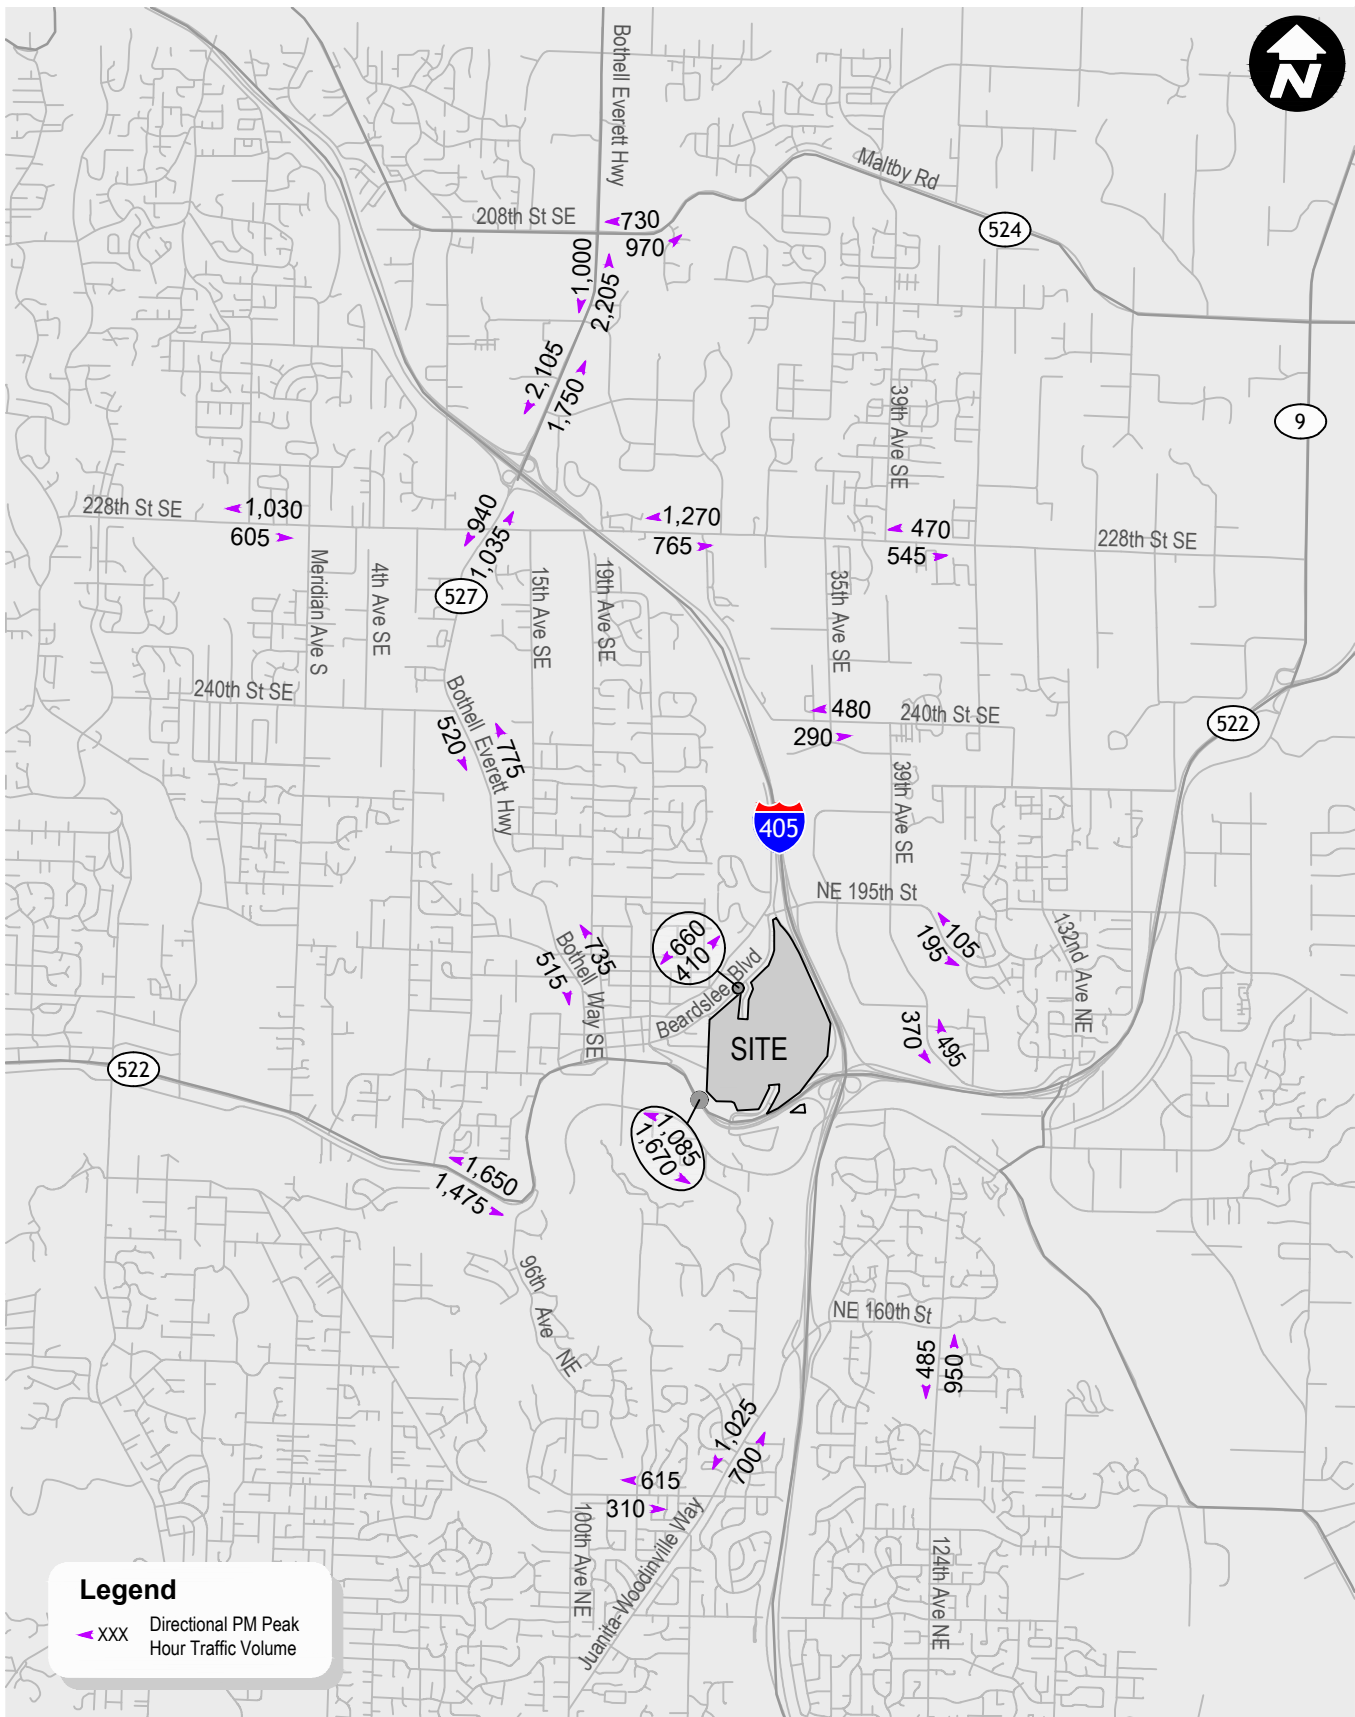 N
Bothell Everett Hwy
Maltby Rd
208th St SE
730
970
524
1,000
2,205
2,105
1,750
39th Ave SE
9
228th St SE
1,030
605
940
1,035
1,270
765
470
545
228th St SE
527
Meridian Ave S
4th Ave SE
15th Ave SE
19th Ave SE
35th Ave SE
240th St SE
Bothell Everett Hwy
520
775
480
290
240th St SE
522
39th Ave SE
405
NE 195th St
105
195
132nd Ave NE
735
515
Bothell Way SE
660
410
Beardslee Blvd
SITE
370
495
522
1,085
1,670
1,650
1,475
96th Ave NE
NE 160th St
485
950
1,025
700
615
310
100th Ave NE
Juanita-Woodinville Way
124th Ave NE
Legend
XXX Directional PM Peak
Hour Traffic Volume